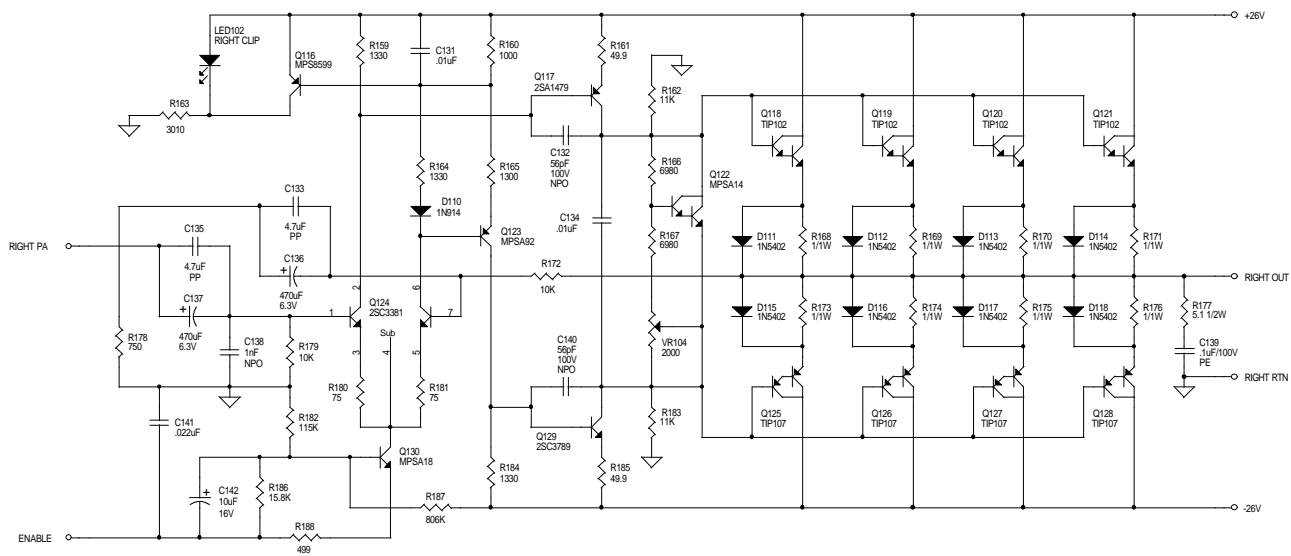 +26V
LED102
RIGHT CLIP
Q116
MPS8599
R159
1330
C131
.01uF
R160
1000
R161
49.9
Q117
2SA1479
R162
11K
R163
3010
Q118
TIP102
Q119
TIP102
Q120
TIP102
Q121
TIP102
C132
56pF
100V
NPO
R164
1330
R165
1300
R166
6980
Q122
MPSA14
C133
4.7uF
PP
D110
1N914
C134
.01uF
Q123
MPSA92
R167
6980
D111
1N5402
R168
1/1W
D112
1N5402
R169
1/1W
D113
1N5402
R170
1/1W
D114
1N5402
R171
1/1W
RIGHT PA
C135
4.7uF
PP
C136
470uF
6.3V
R172
10K
RIGHT OUT
C137
470uF
6.3V
2
6
Q124
2SC3381
1
7
Sub
3
4
5
D115
1N5402
R173
1/1W
D116
1N5402
R174
1/1W
D117
1N5402
R175
1/1W
D118
1N5402
R176
1/1W
R177
5.1 1/2W
R178
750
C138
1nF
NPO
R179
10K
VR104
2000
C139
.1uF/100V
PE
C140
56pF
100V
NPO
R180
75
R181
75
RIGHT RTN
C141
.022uF
R182
115K
R183
11K
Q125
TIP107
Q126
TIP107
Q127
TIP107
Q128
TIP107
Q129
2SC3789
Q130
MPSA18
R184
1330
R185
49.9
C142
10uF
16V
R186
15.8K
R187
806K
-26V
R188
499
ENABLE